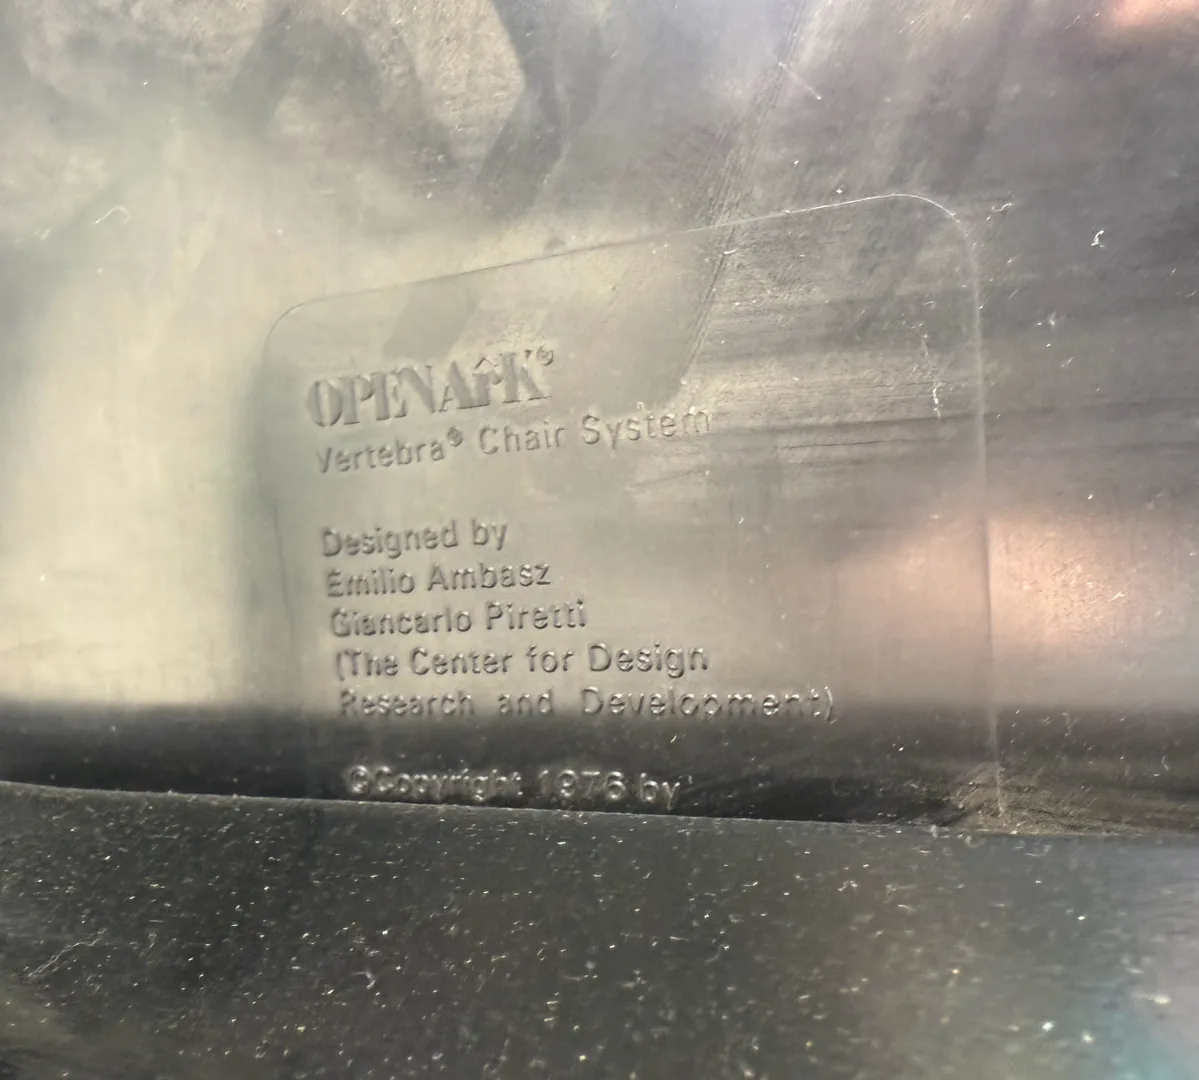 OPENArK®
Vertebra® Chair System
Designed by
Emilio Ambasz
Giancarlo Piretti
(The Center for Design
Research and Development)
©Copyright 1976 by